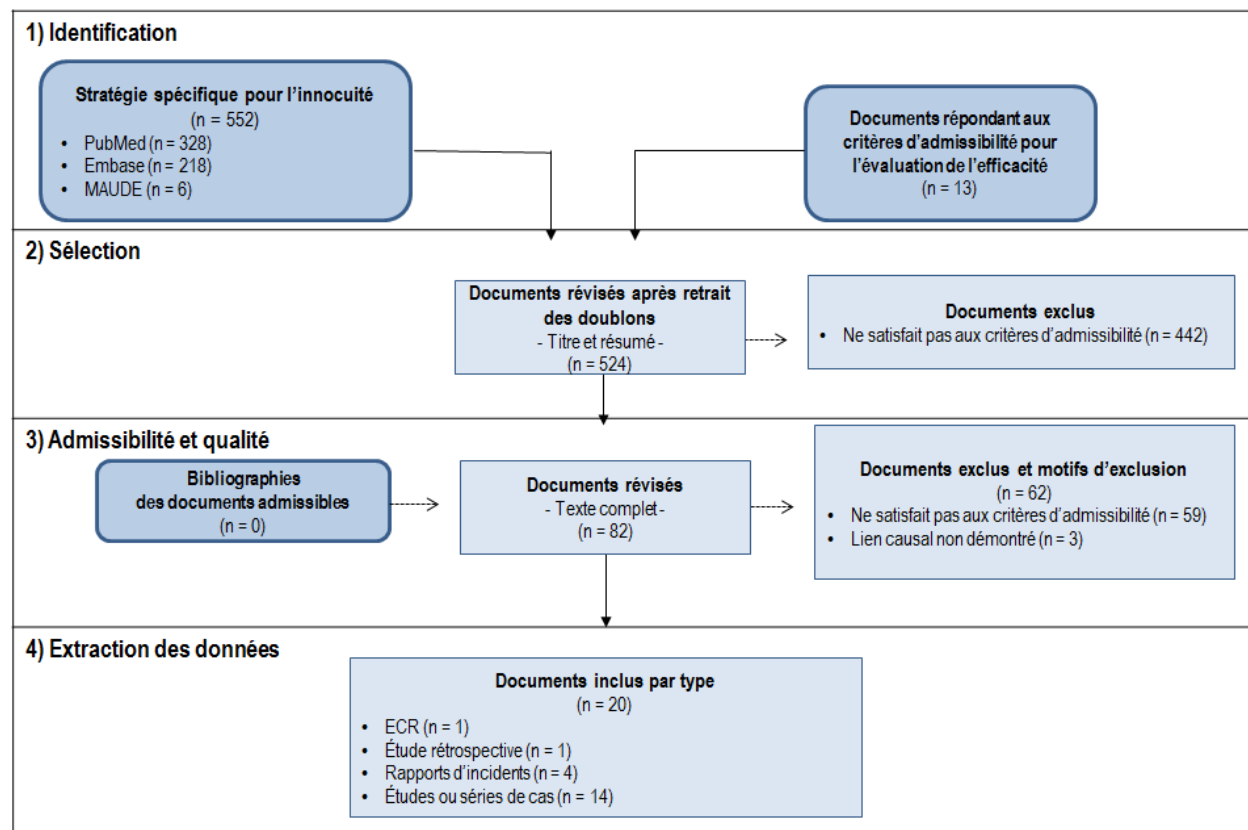 1) Identification
Stratégie spécifique pour l’innocuité
(n = 552)
• PubMed (n = 328)
• Embase (n = 218)
• MAUDE (n = 6)
Documents répondant aux
critères d’admissibilité pour
l’évaluation de l’efficacité
(n = 13)
2) Sélection
Documents révisés après retrait
des doublons
- Titre et résumé -
(n = 524)
Documents exclus
• Ne satisfait pas aux critères d’admissibilité (n = 442)
3) Admissibilité et qualité
Bibliographies
des documents admissibles
(n = 0)
Documents révisés
- Texte complet -
(n = 82)
Documents exclus et motifs d’exclusion
(n = 62)
• Ne satisfait pas aux critères d’admissibilité (n = 59)
• Lien causal non démontré (n = 3)
4) Extraction des données
Documents inclus par type
(n = 20)
• ECR (n = 1)
• Étude rétrospective (n = 1)
• Rapports d’incidents (n = 4)
• Études ou séries de cas (n = 14)